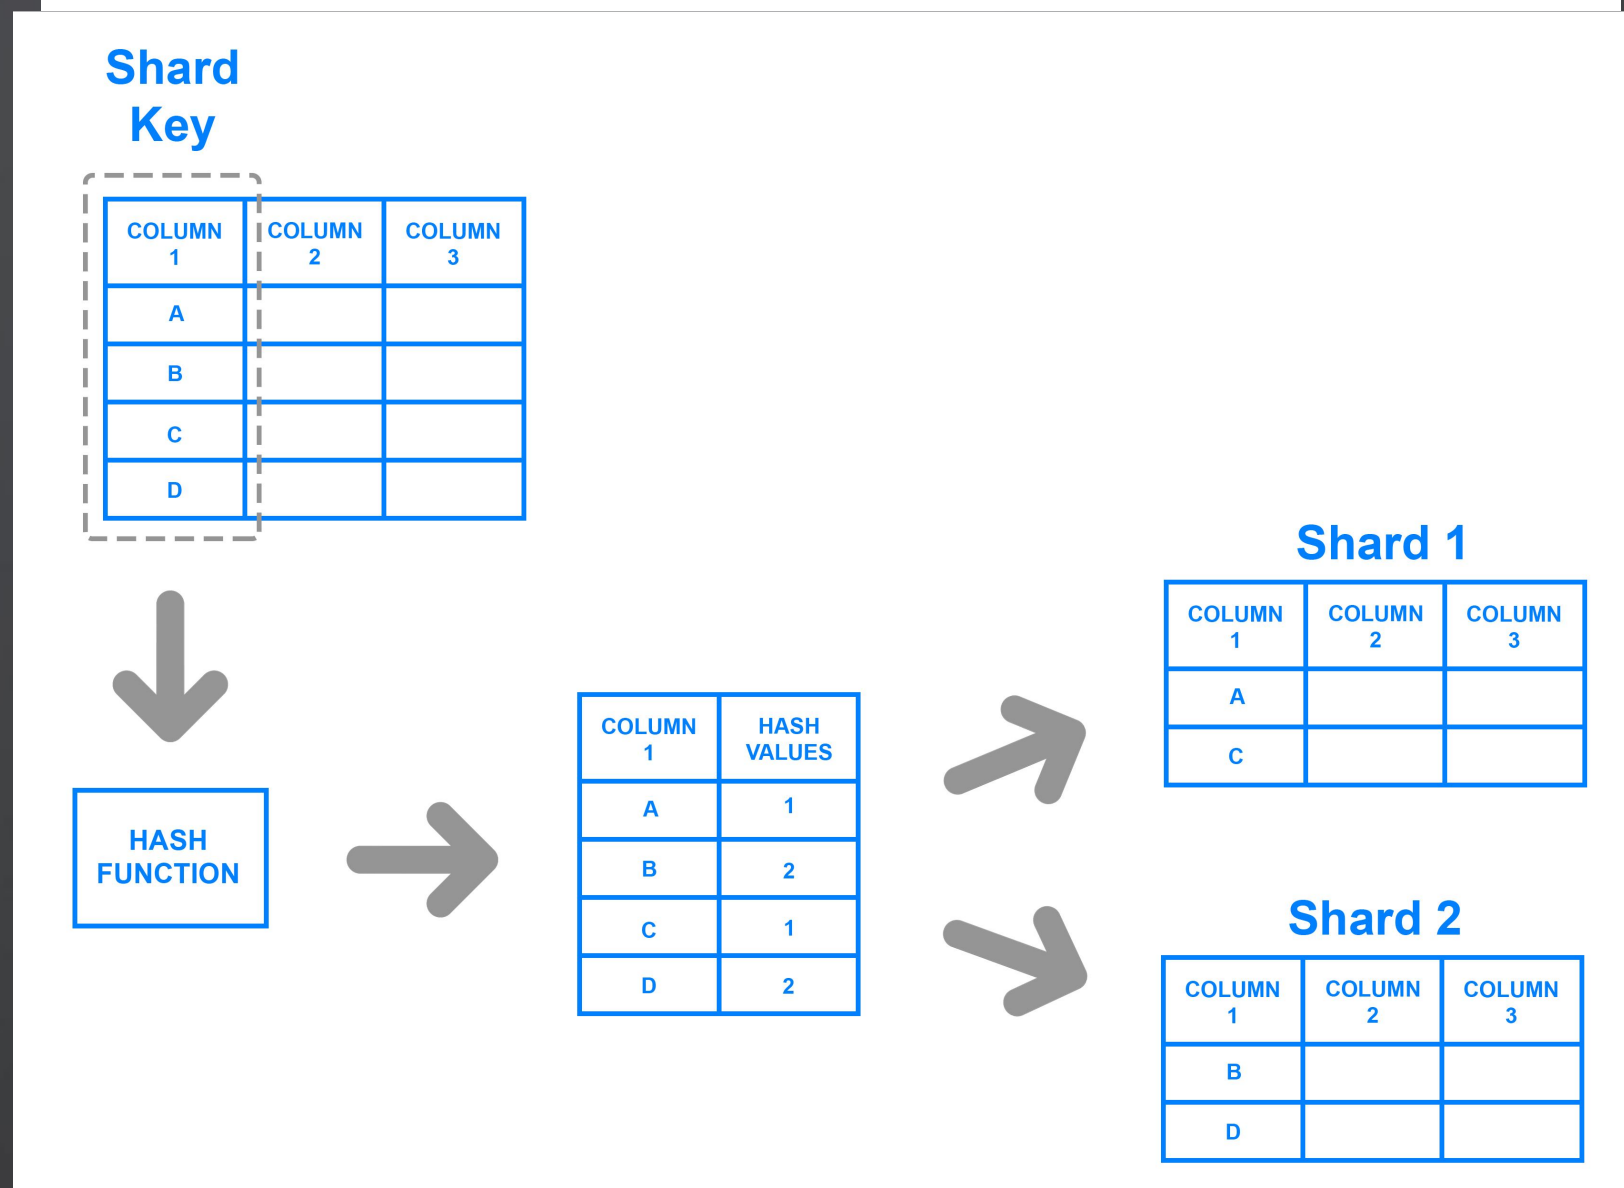 Shard
Key
COLUMN
1
COLUMN
2
COLUMN
3
A
B
C
D
HASH
FUNCTION
COLUMN
1
HASH
VALUES
A
1
B
2
C
1
D
2
Shard 1
COLUMN
1
COLUMN
2
COLUMN
3
A
C
Shard 2
COLUMN
1
COLUMN
2
COLUMN
3
B
D